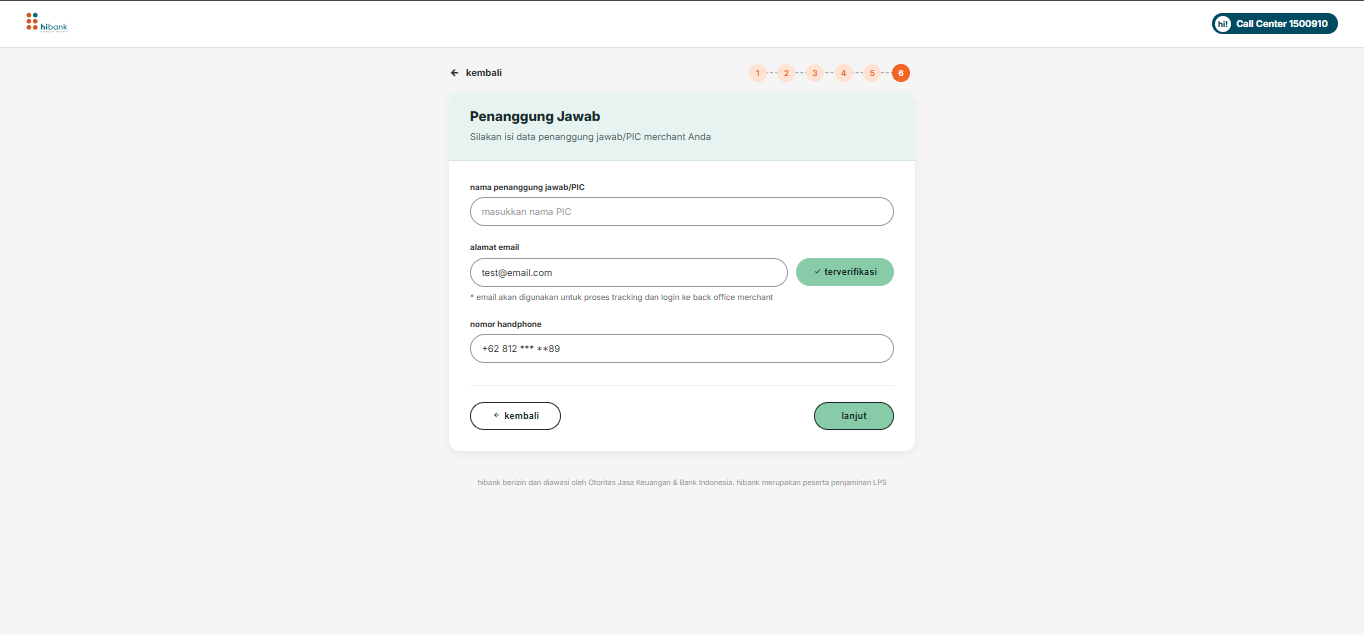 hibank
hi! Call Center 1500910
← kembali
1 2 3 4 5 6
Penanggung Jawab
Silakan isi data penanggung jawab/PIC merchant Anda
nama penanggung jawab/PIC
masukkan nama PIC
alamat email
test@email.com
✓ terverifikasi
* email akan digunakan untuk proses tracking dan login ke back office merchant
nomor handphone
+62 812 *** **89
← kembali
lanjut
hibank berizin dan diawasi oleh Otoritas Jasa Keuangan & Bank Indonesia. hibank merupakan peserta penjaminan LPS